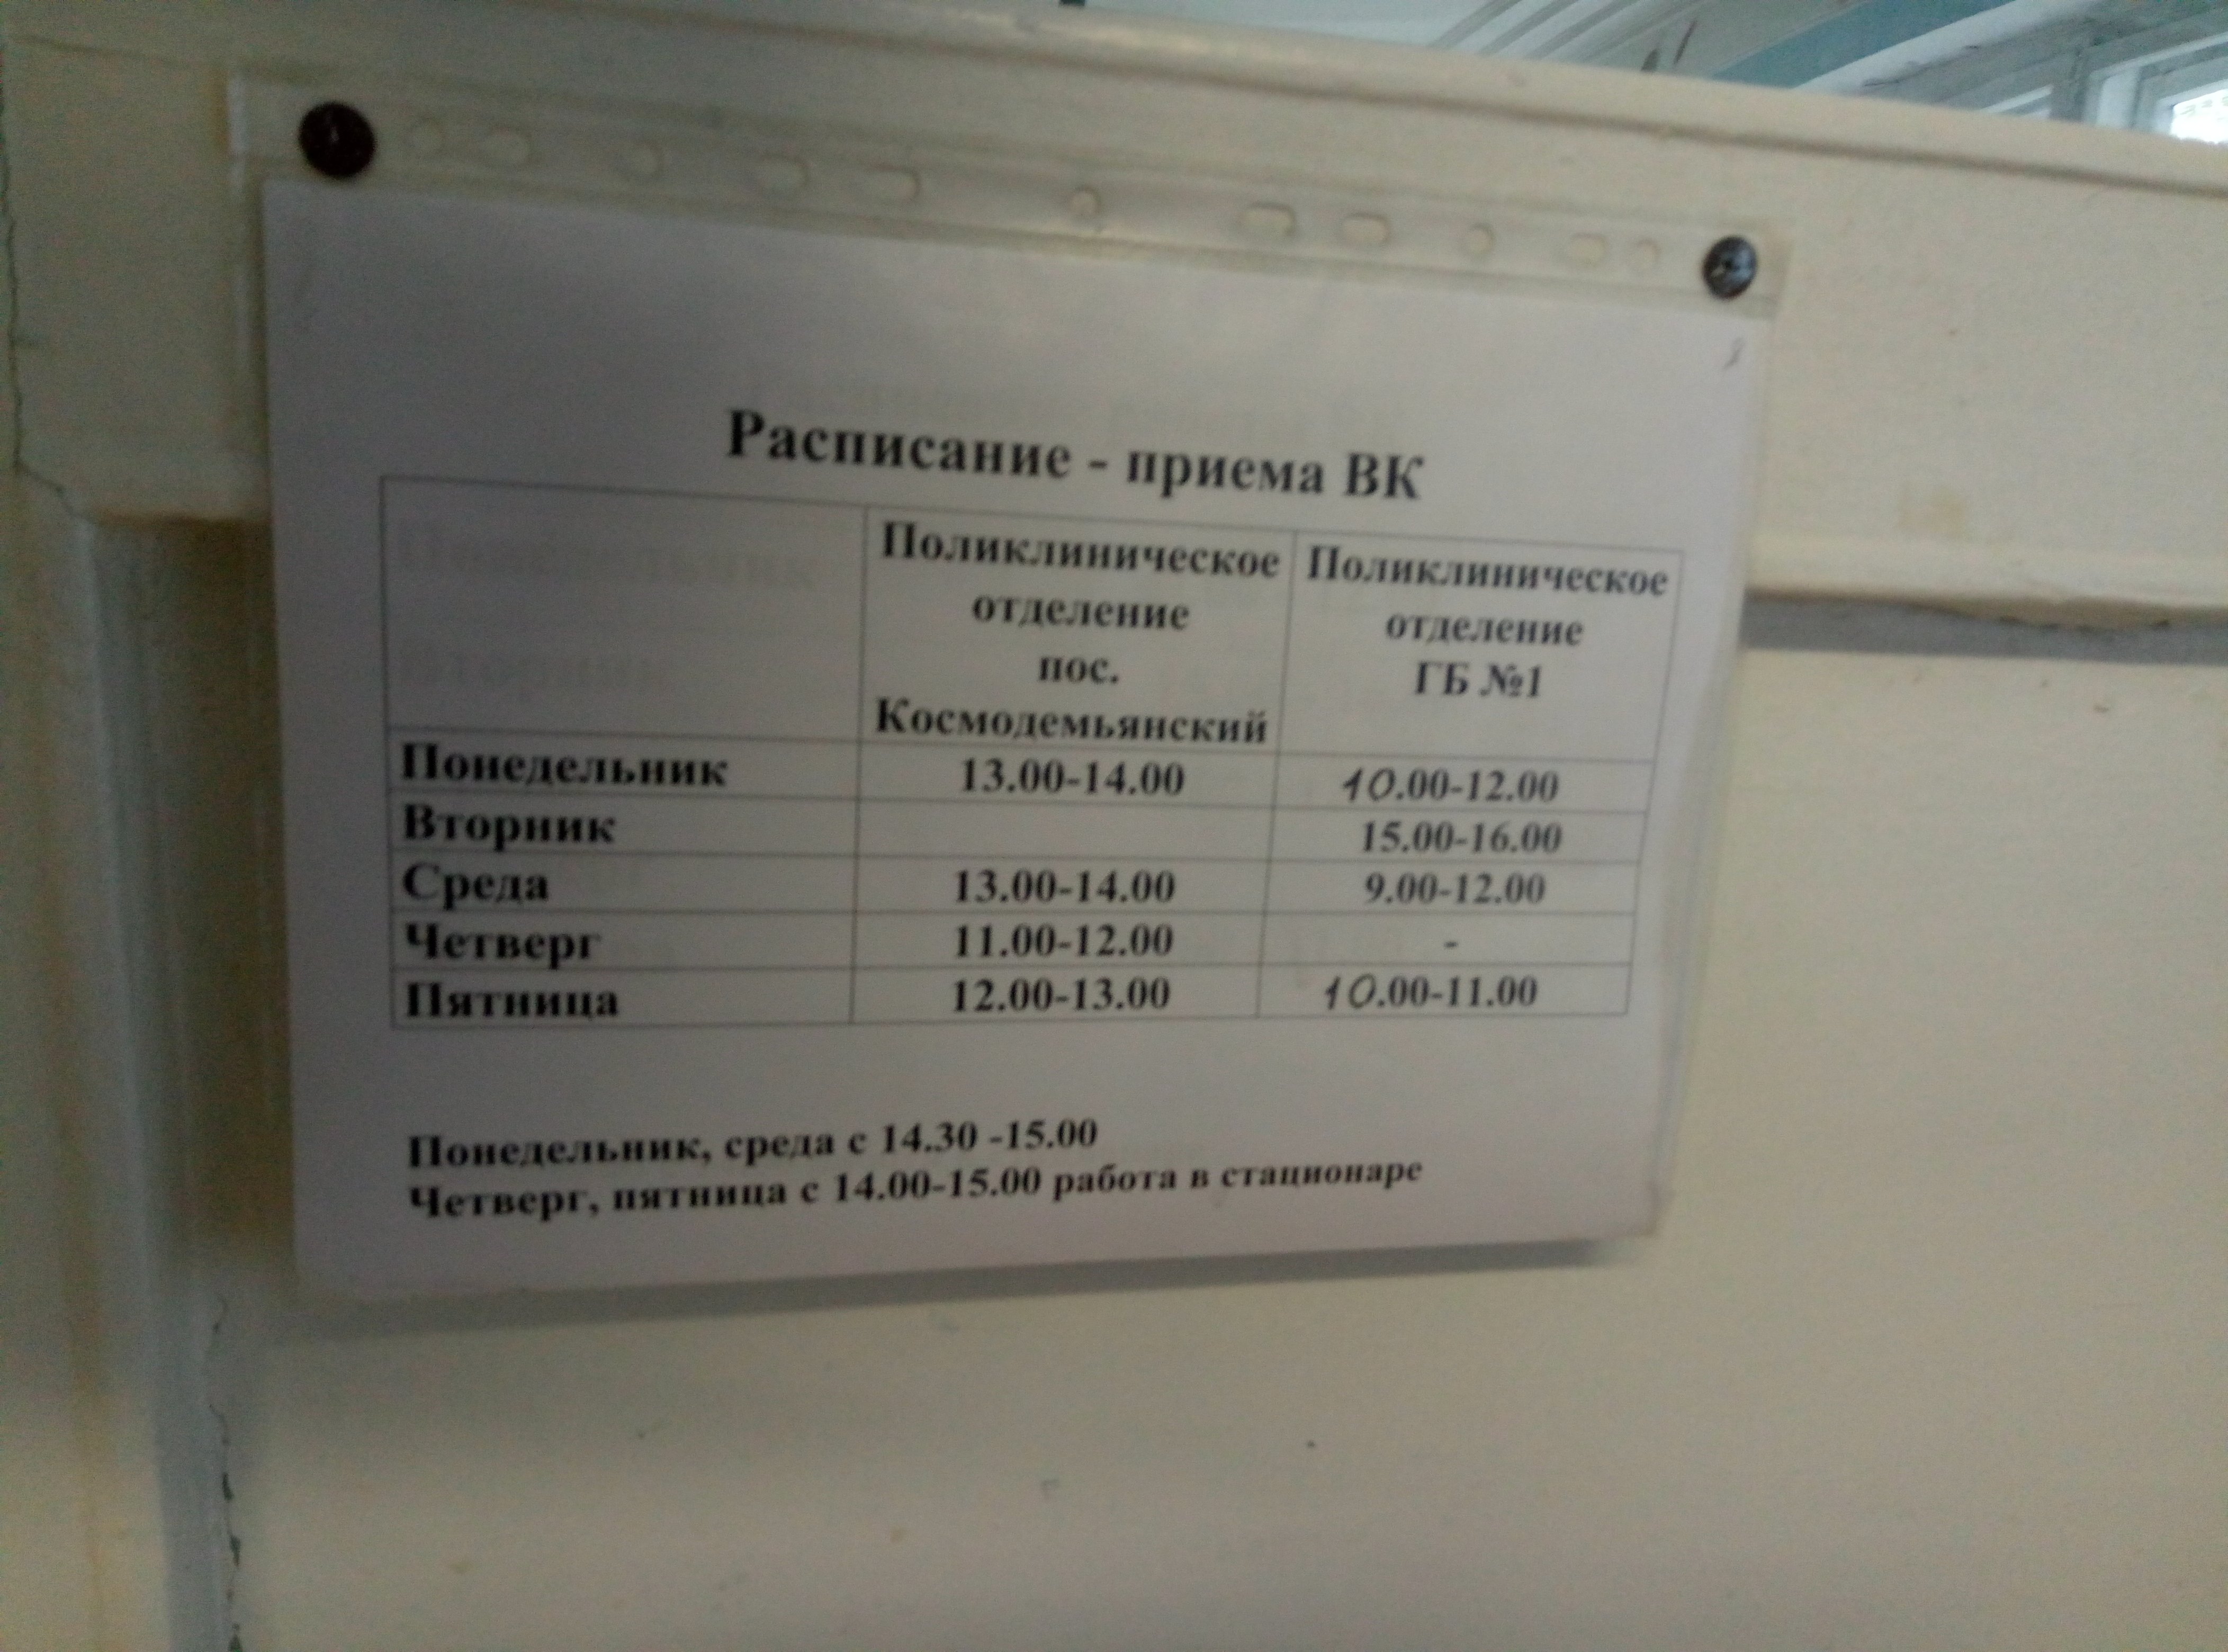 Расписание - приема ВК
Поликлиническое отделение пос. Космодемьянский
Поликлиническое отделение ГБ №1
Понедельник 13.00-14.00 10.00-12.00
Вторник 15.00-16.00
Среда 13.00-14.00 9.00-12.00
Четверг 11.00-12.00 -
Пятница 12.00-13.00 10.00-11.00
Понедельник, среда с 14.30 -15.00
Четверг, пятница с 14.00-15.00 работа в стационаре